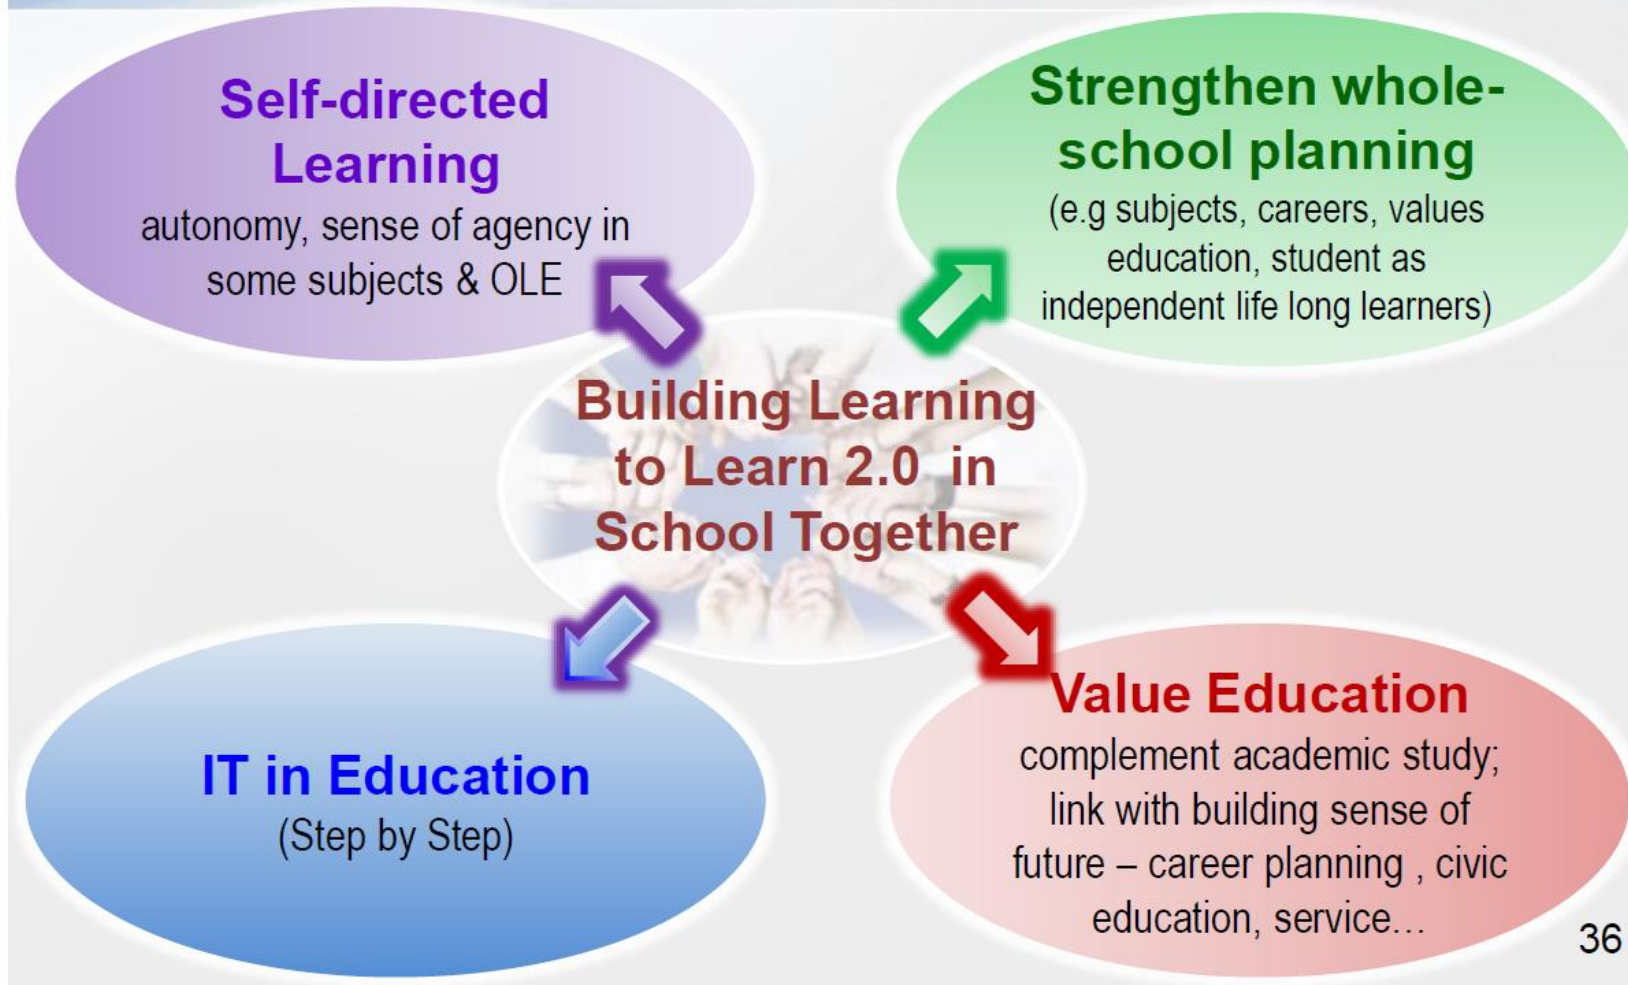 Self-directed
Learning
autonomy, sense of agency in
some subjects & OLE
Strengthen whole-
school planning
(e.g subjects, careers, values
education, student as
independent life long learners)
Building Learning
to Learn 2.0  in
School Together
IT in Education
(Step by Step)
Value Education
complement academic study;
link with building sense of
future – career planning , civic
education, service…
36